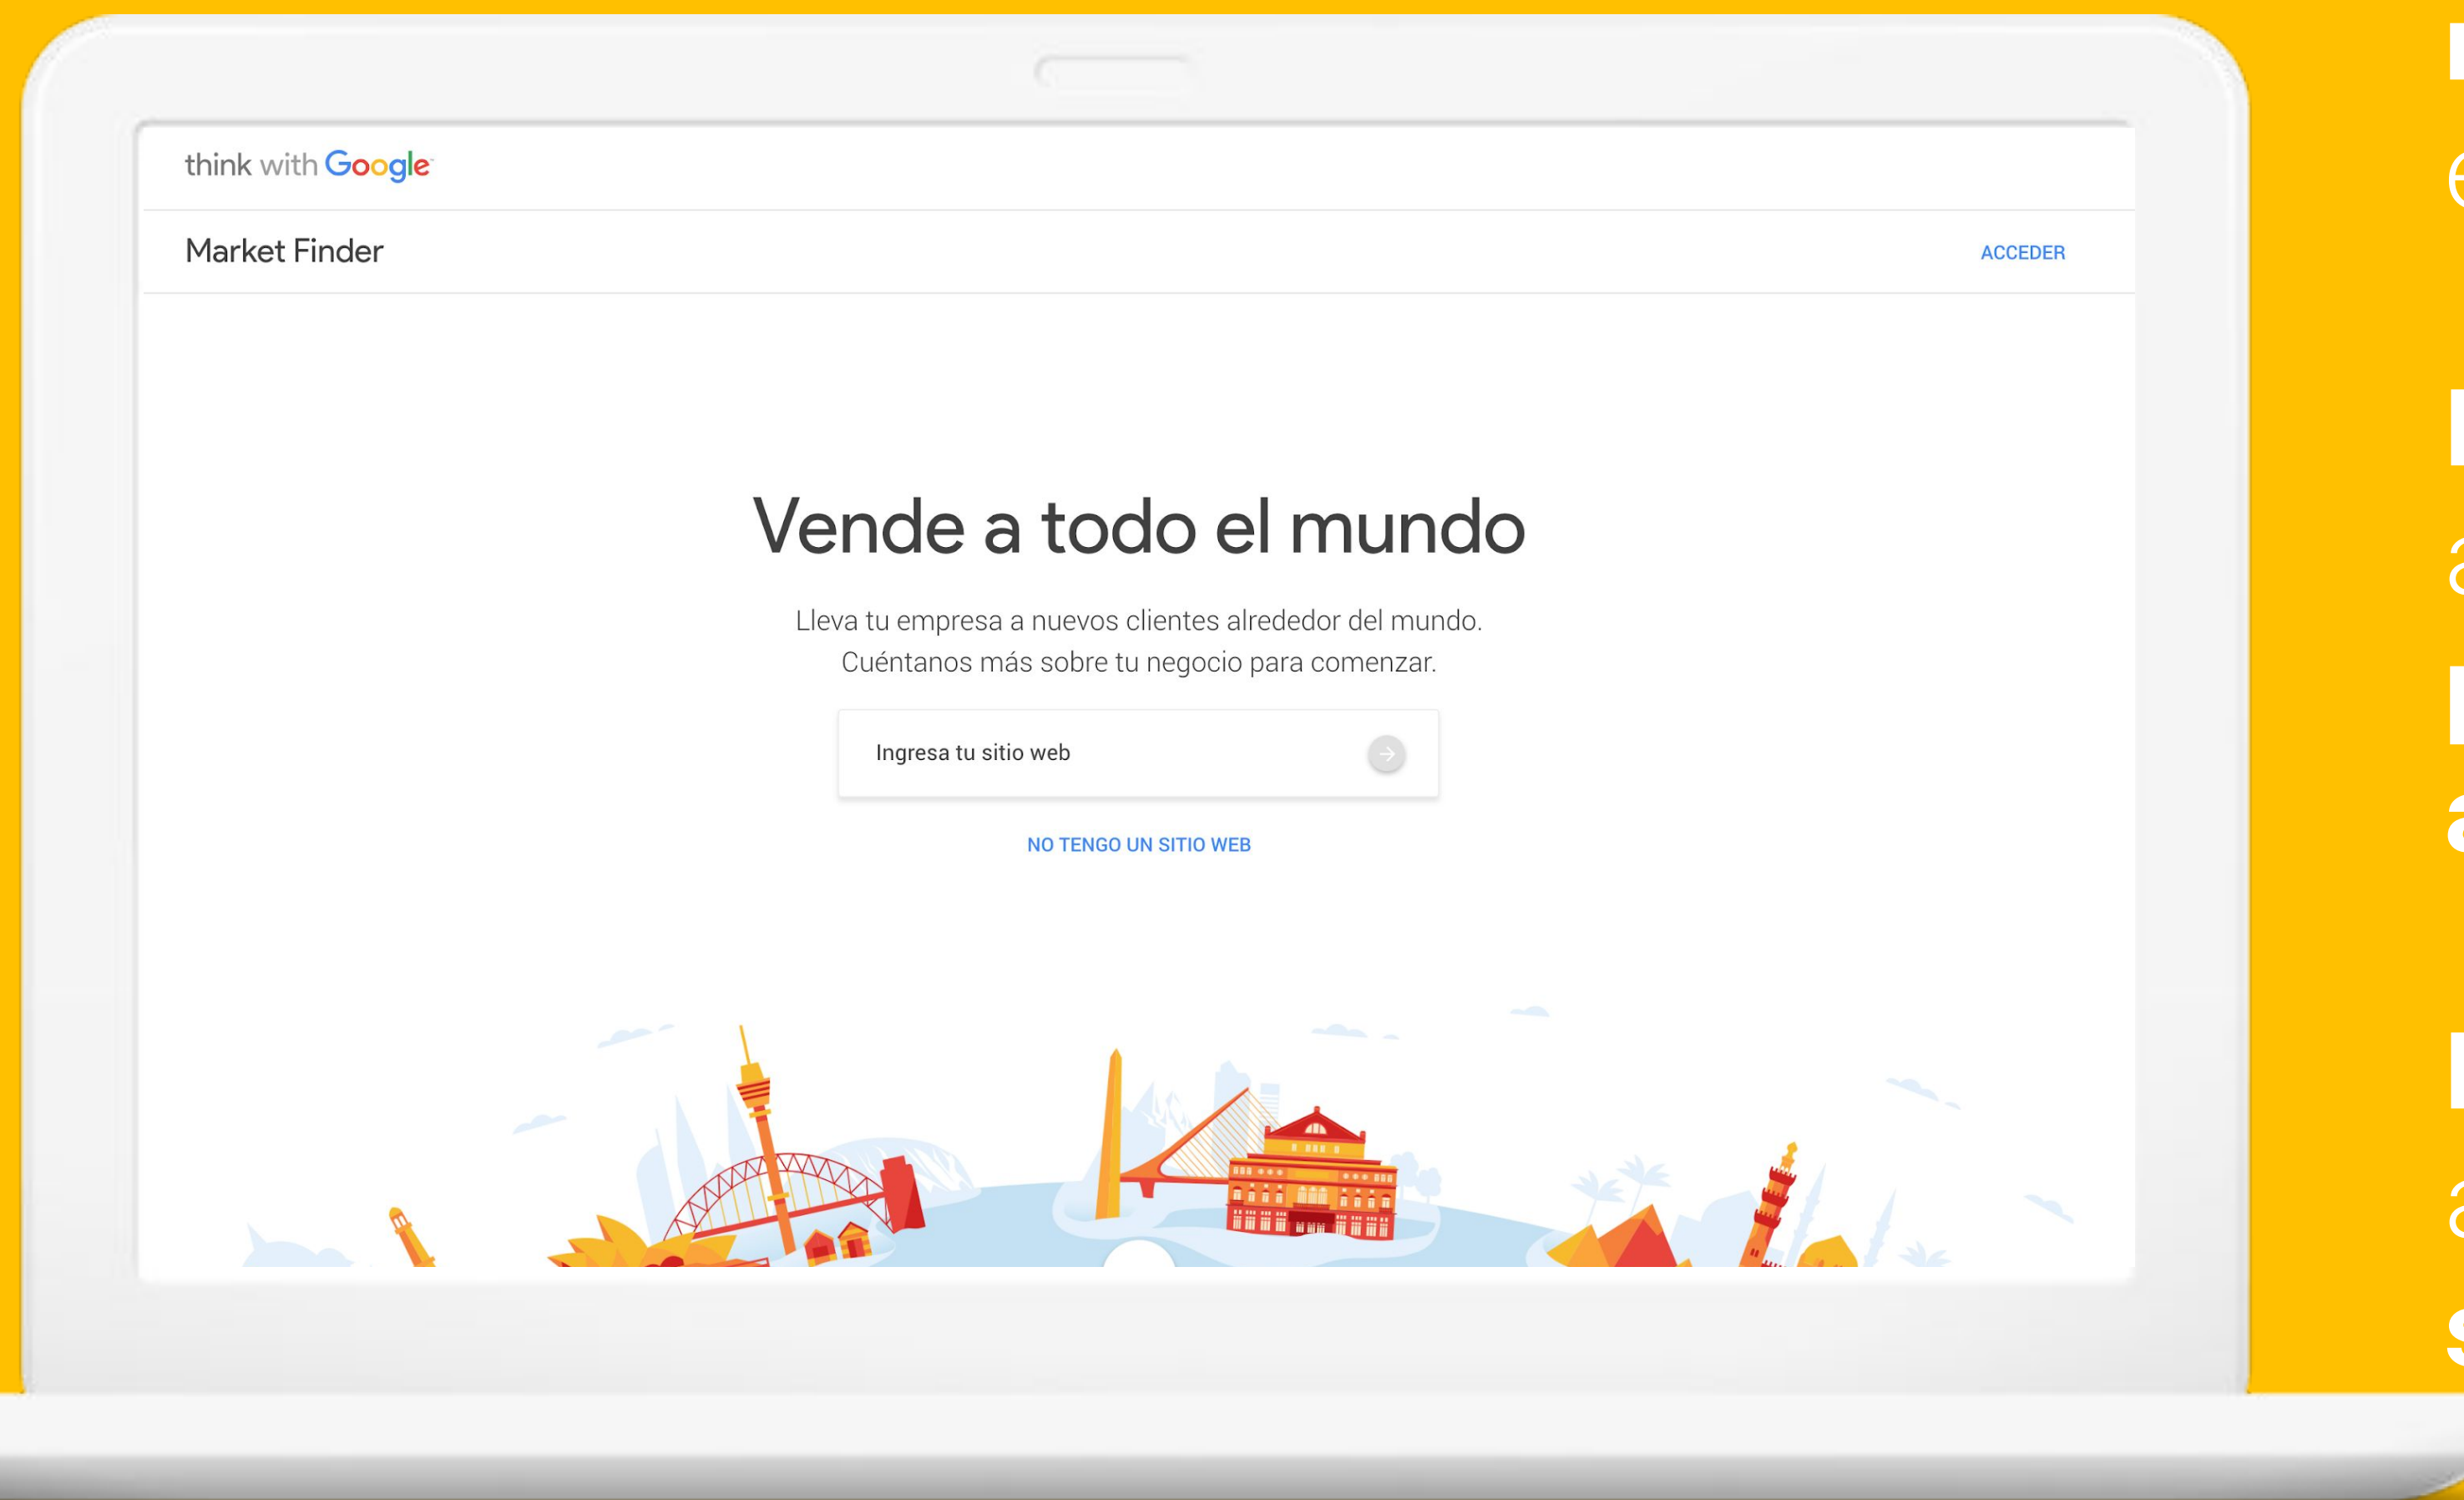 think with Google
Market Finder
ACCEDER
Vende a todo el mundo
Lleva tu empresa a nuevos clientes alrededor del mundo.
Cuéntanos más sobre tu negocio para comenzar.
Ingresa tu sitio web
NO TENGO UN SITIO WEB